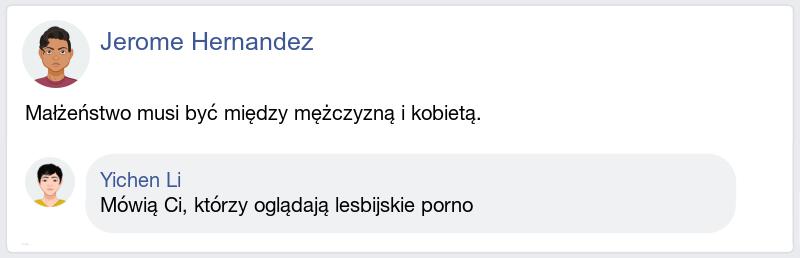 Jerome Hernandez
Małżeństwo musi być między mężczyzną i kobietą.
Yichen Li
Mówią Ci, którzy oglądają lesbijskie porno